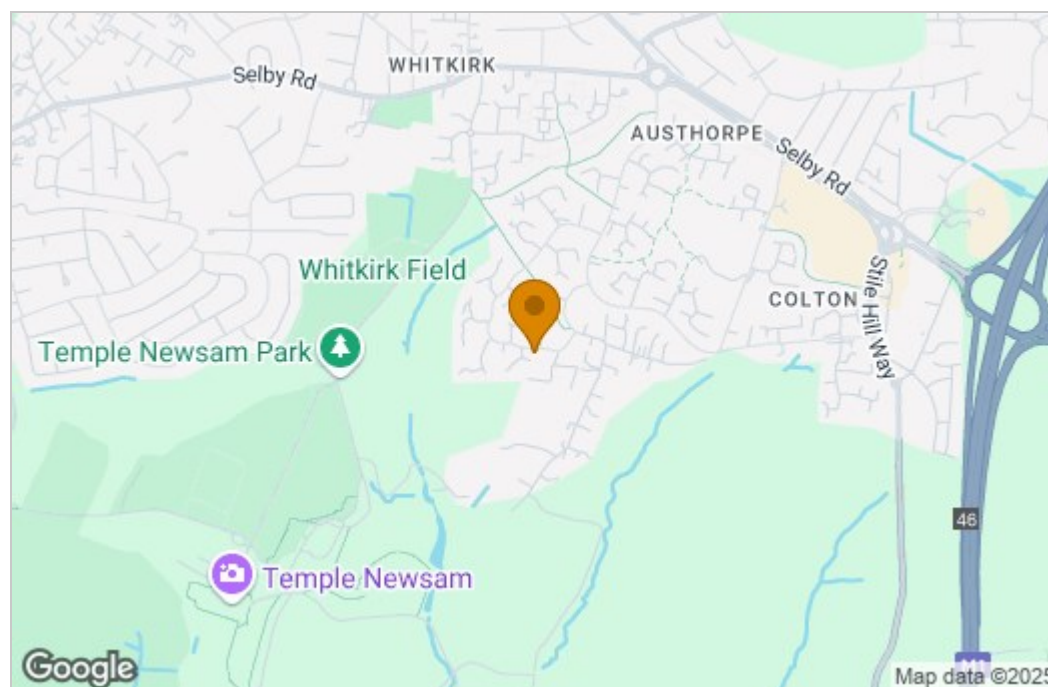 WHITKIRK
Selby Rd
AUSTHORPE
Selby Rd
Whitkirk Field
COLTON
Stile Hill Way
Temple Newsam Park
46
Temple Newsam
M1
Google
Map data ©2025